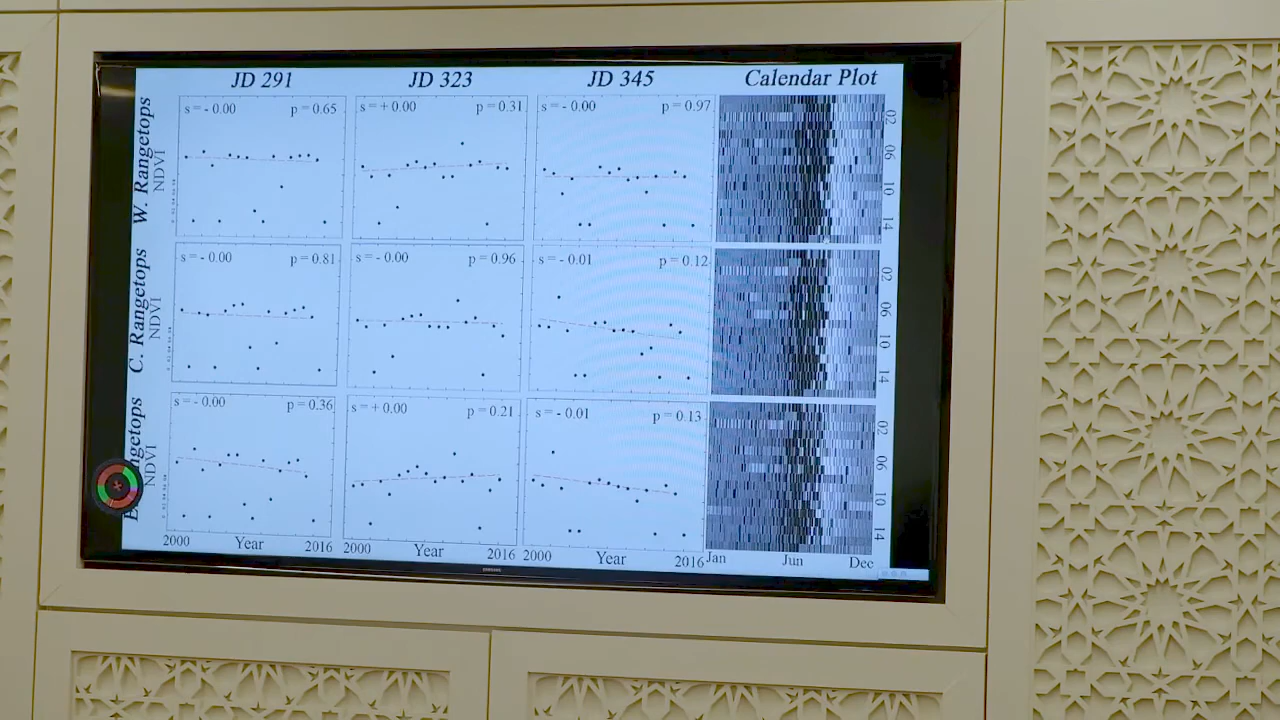 JD 291 JD 323 JD 345 Calendar Plot
W. Rangetops
NDVI
s = - 0.00 p = 0.65
s = + 0.00 p = 0.31
s = - 0.00 p = 0.97
02 06 10 14
C. Rangetops
NDVI
s = - 0.00 p = 0.81
s = - 0.00 p = 0.96
s = - 0.01 p = 0.12
02 06 10 14
NDVI
s = - 0.00 p = 0.36
s = + 0.00 p = 0.21
s = - 0.01 p = 0.13
02 06 10 14
2000 Year 2016
2000 Year 2016
2000 Year 2016
Jan Jun Dec
SAMSUNG